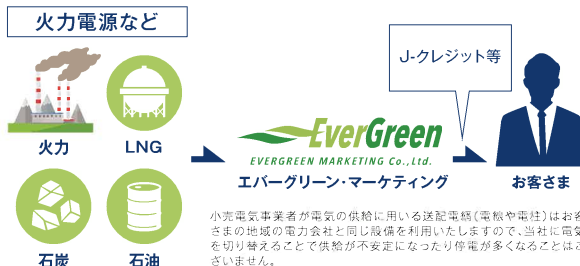 火力電源など
火力
LNG
石炭
石油
EverGreen
EVERGREEN MARKETING Co.,Ltd.
エバーグリーン・マーケティング
J-クレジット等
お客さま
小売電気事業者が電気の供給に用いる送配電網（電線や電柱）はお客
さまの地域の電力会社と同じ設備を利用いたしますので、当社に電気
を切り替えることで供給が不安定になったり停電が多くなることはご
ざいません。